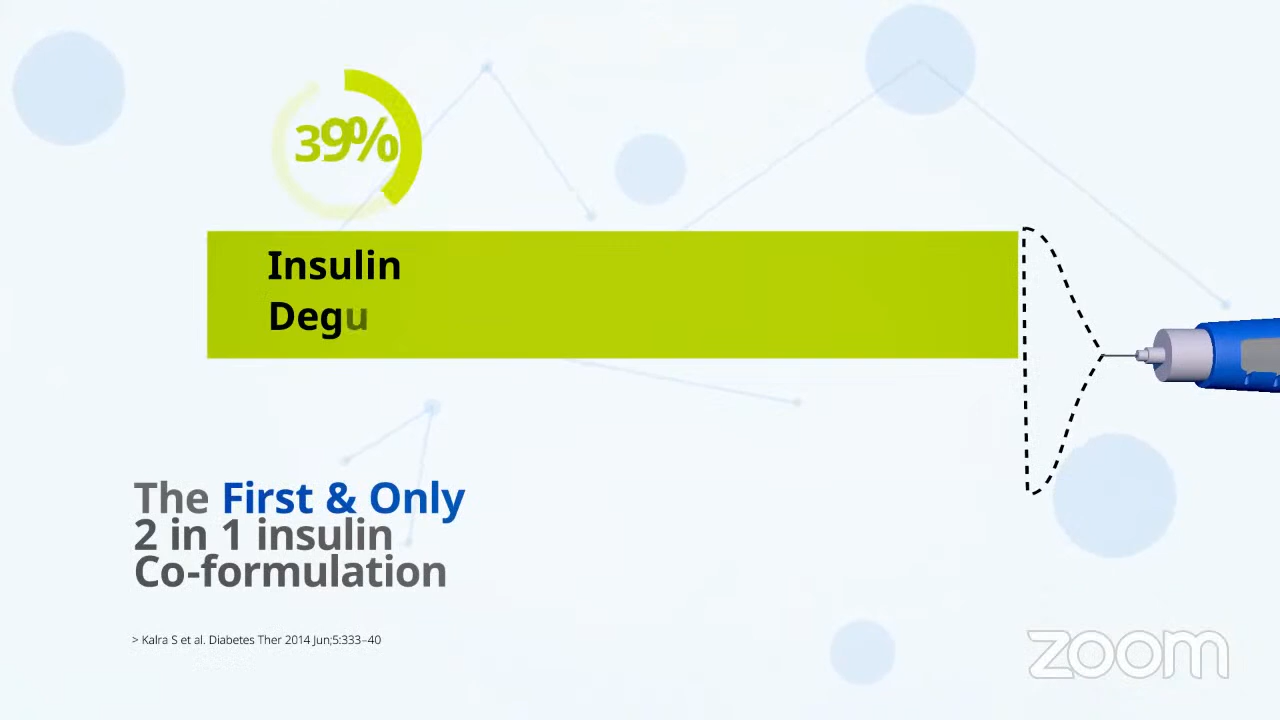 39%
Insulin
Degu
The First & Only
2 in 1 insulin
Co-formulation
> Kalra S et al. Diabetes Ther 2014 Jun;5:333–40
zoom